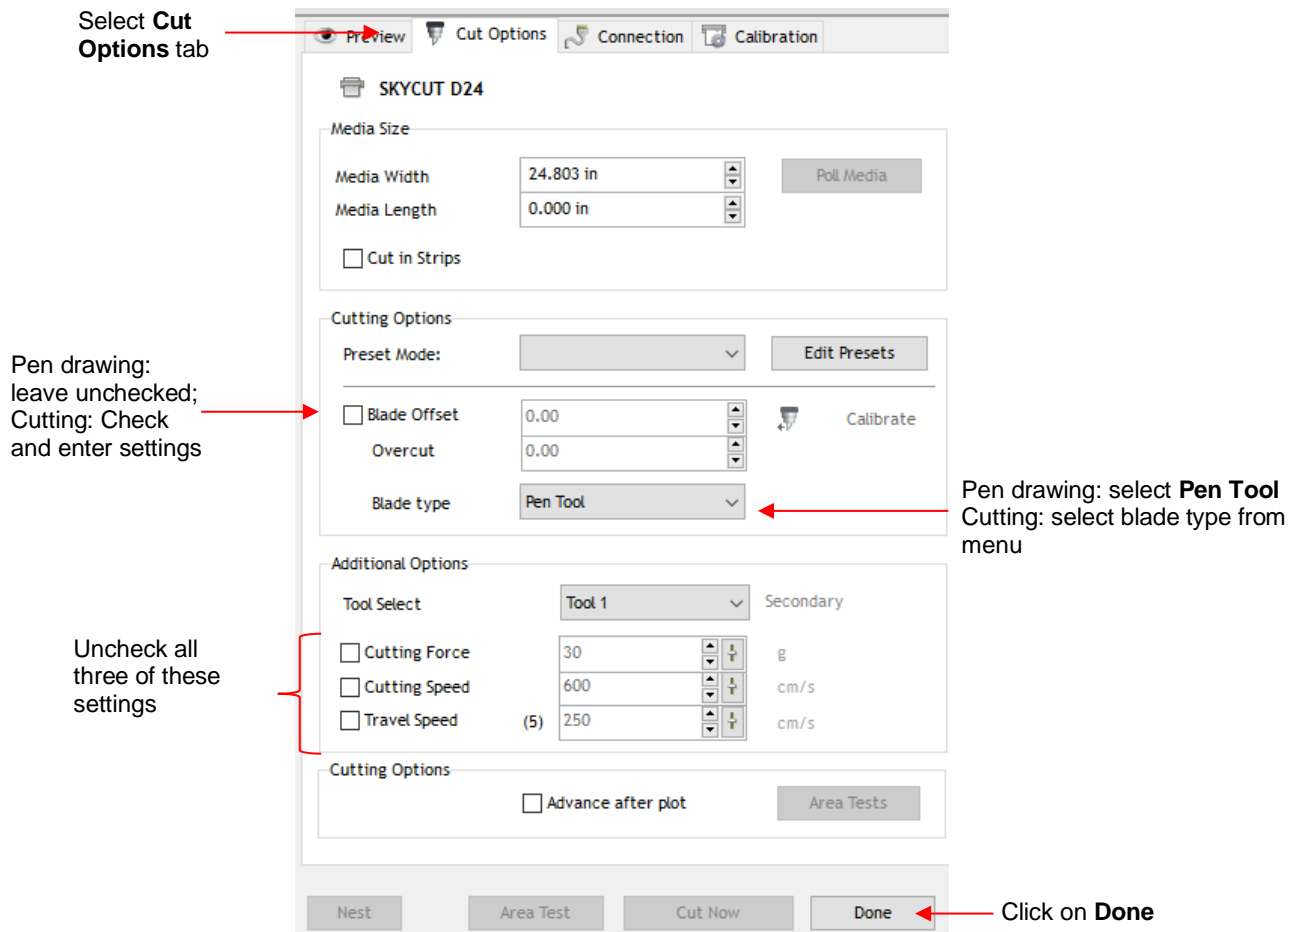 Select Cut
Options tab
Preview
Cut Options
Connection
Calibration
SKYCUT D24
Media Size
Media Width
24.803 in
Poll Media
Media Length
0.000 in
Cut in Strips
Cutting Options
Preset Mode:
Edit Presets
Pen drawing:
leave unchecked;
Cutting: Check
and enter settings
Blade Offset
0.00
Calibrate
Overcut
0.00
Blade type
Pen Tool
Pen drawing: select Pen Tool
Cutting: select blade type from
menu
Additional Options
Tool Select
Tool 1
Secondary
Uncheck all
three of these
settings
Cutting Force
30
g
Cutting Speed
600
cm/s
Travel Speed
(5)
250
cm/s
Cutting Options
Advance after plot
Area Tests
Nest
Area Test
Cut Now
Done
Click on Done